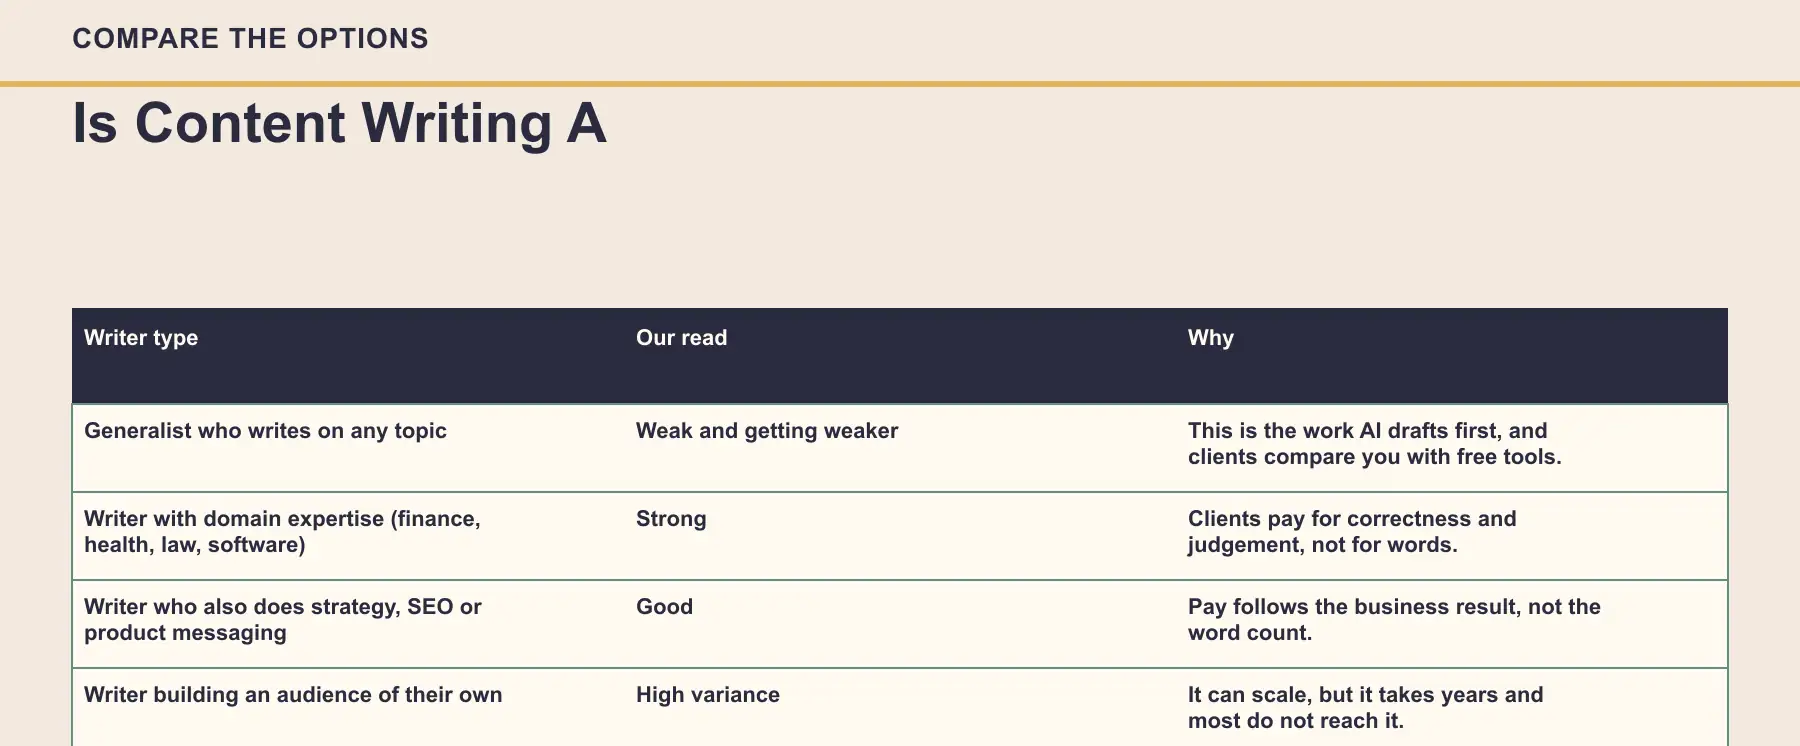 COMPARE THE OPTIONS
Is Content Writing A
Writer type
Our read
Why
Generalist who writes on any topic
Weak and getting weaker
This is the work AI drafts first, and
clients compare you with free tools.
Writer with domain expertise (finance,
health, law, software)
Strong
Clients pay for correctness and
judgement, not for words.
Writer who also does strategy, SEO or
product messaging
Good
Pay follows the business result, not the
word count.
Writer building an audience of their own
High variance
It can scale, but it takes years and
most do not reach it.